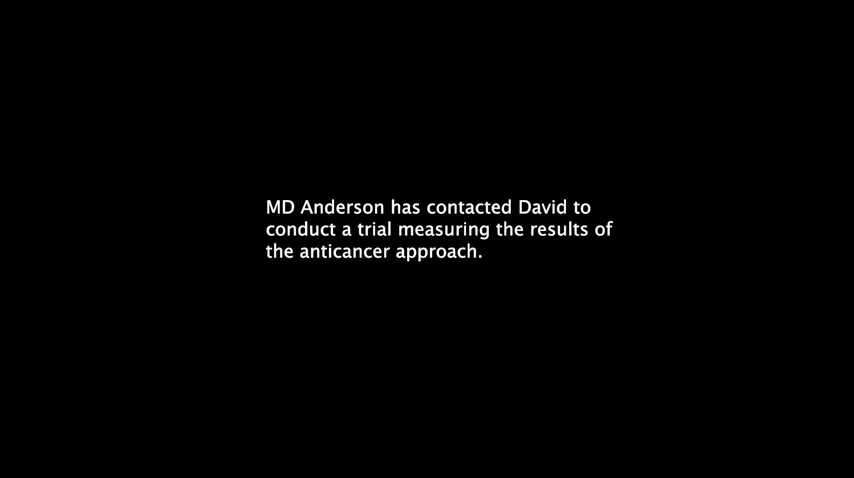 MD Anderson has contacted David to
conduct a trial measuring the results of
the anticancer approach.